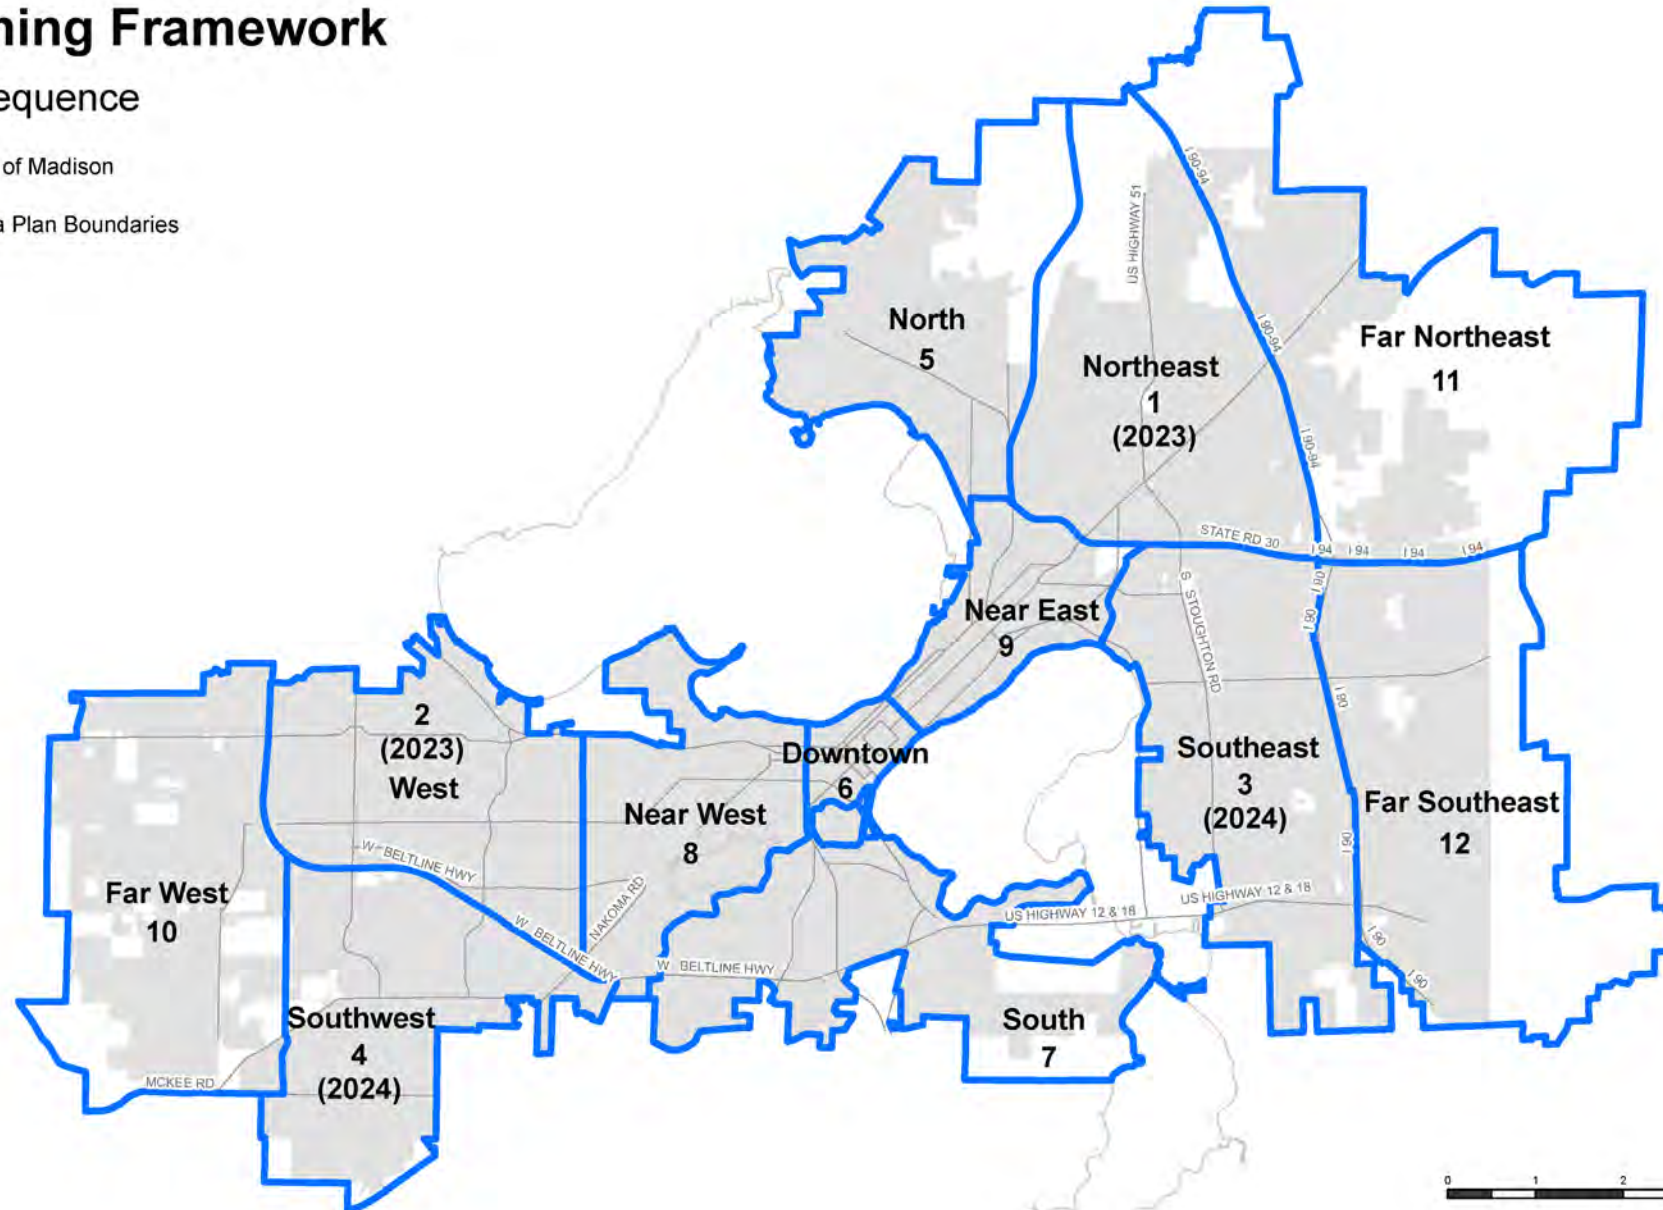 ning Framework
equence
of Madison
a Plan Boundaries
I 90-94
US HIGHWAY 51
North
5
I 90-94
Far Northeast
11
Northeast
1
(2023)
I 90-94
STATE RD 30
I 94
I 94
I 94
I 94
S STOUGHTON RD
I 90
I 90
Near East
9
I 90
2
(2023)
West
Downtown
6
Southeast
3
(2024)
Near West
8
Far Southeast
12
I 90
W BELTLINE HWY
Far West
10
NAKOMA RD
US HIGHWAY 12 & 18
US HIGHWAY 12 & 18
W BELTLINE HWY
W BELTLINE HWY
I 90
I 90
Southwest
4
(2024)
South
7
MCKEE RD
0 1 2